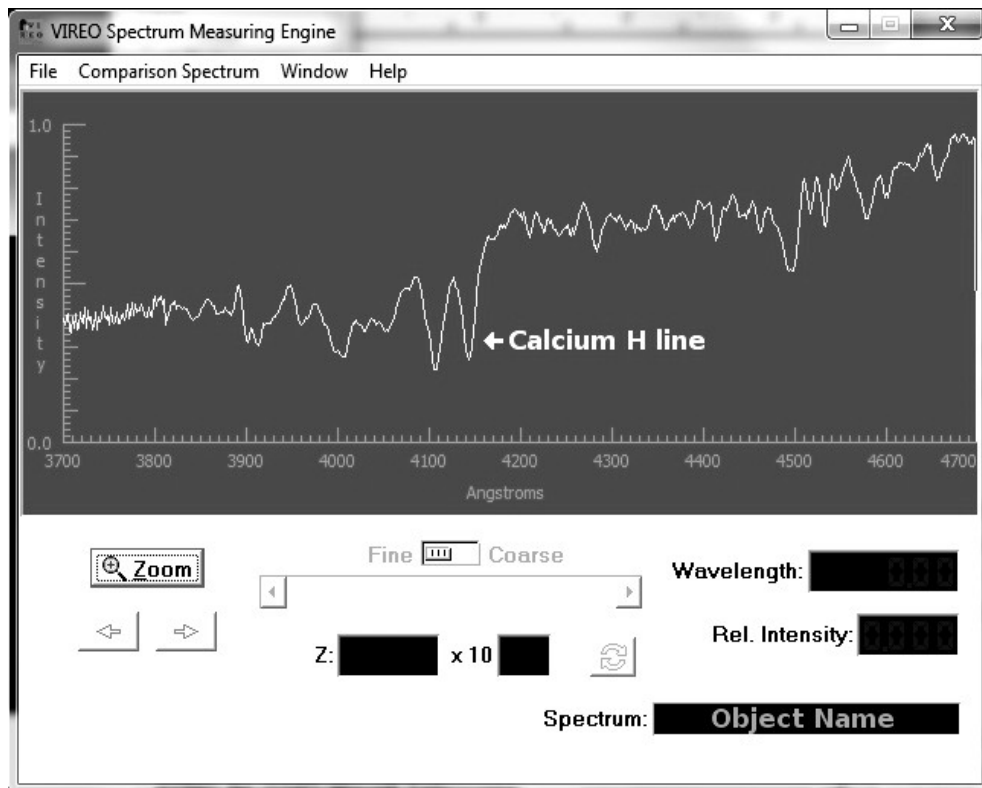 VIREO Spectrum Measuring Engine
File Comparison Spectrum Window Help
1.0
Intensity
←Calcium H line
0.0
3700 3800 3900 4000 4100 4200 4300 4400 4500 4600 4700
Angstroms
Zoom
Fine Coarse
Wavelength: 0.00
Z: x 10
Rel. Intensity: 0.000
Spectrum: Object Name